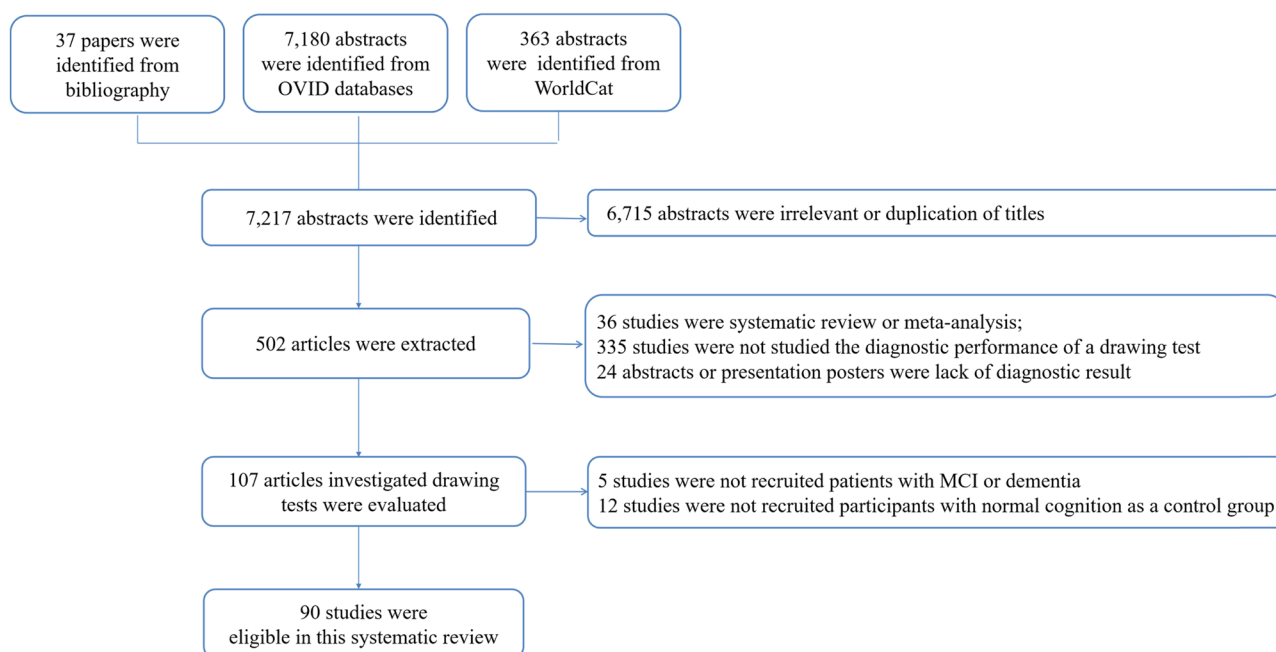 37 papers were
identified from
bibliography
7,180 abstracts
were identified from
OVID databases
363 abstracts
were identified from
WorldCat
7,217 abstracts were identified
6,715 abstracts were irrelevant or duplication of titles
502 articles were extracted
36 studies were systematic review or meta-analysis;
335 studies were not studied the diagnostic performance of a drawing test
24 abstracts or presentation posters were lack of diagnostic result
107 articles investigated drawing
tests were evaluated
5 studies were not recruited patients with MCI or dementia
12 studies were not recruited participants with normal cognition as a control group
90 studies were
eligible in this systematic review